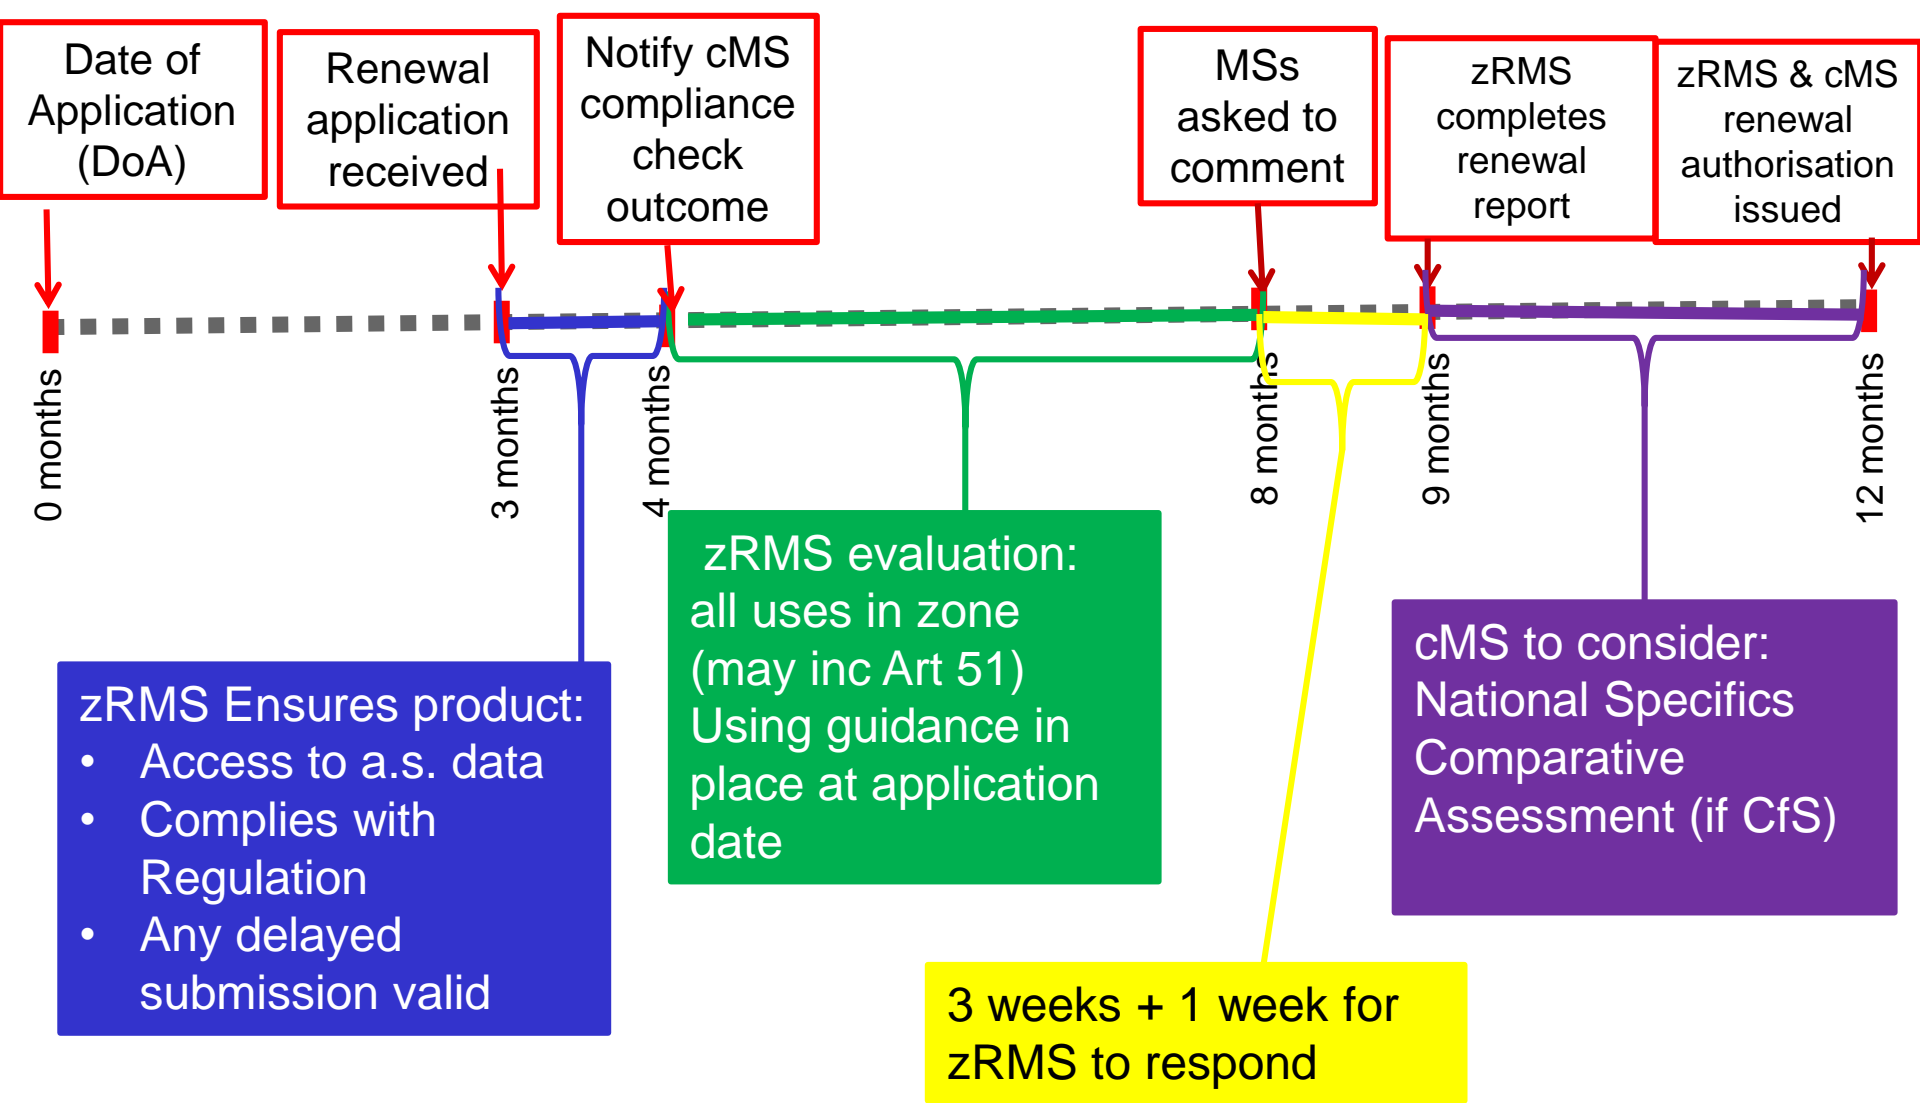 Date of
Application
(DoA)
Renewal
application
received
Notify cMS
compliance
check
outcome
MSs
asked to
comment
zRMS
completes
renewal
report
zRMS & cMS
renewal
authorisation
issued
0 months
3 months
4 months
8 months
9 months
12 months
zRMS Ensures product:
• Access to a.s. data
• Complies with
Regulation
• Any delayed
submission valid
zRMS evaluation:
all uses in zone
(may inc Art 51)
Using guidance in
place at application
date
3 weeks + 1 week for
zRMS to respond
cMS to consider:
National Specifics
Comparative
Assessment (if CfS)